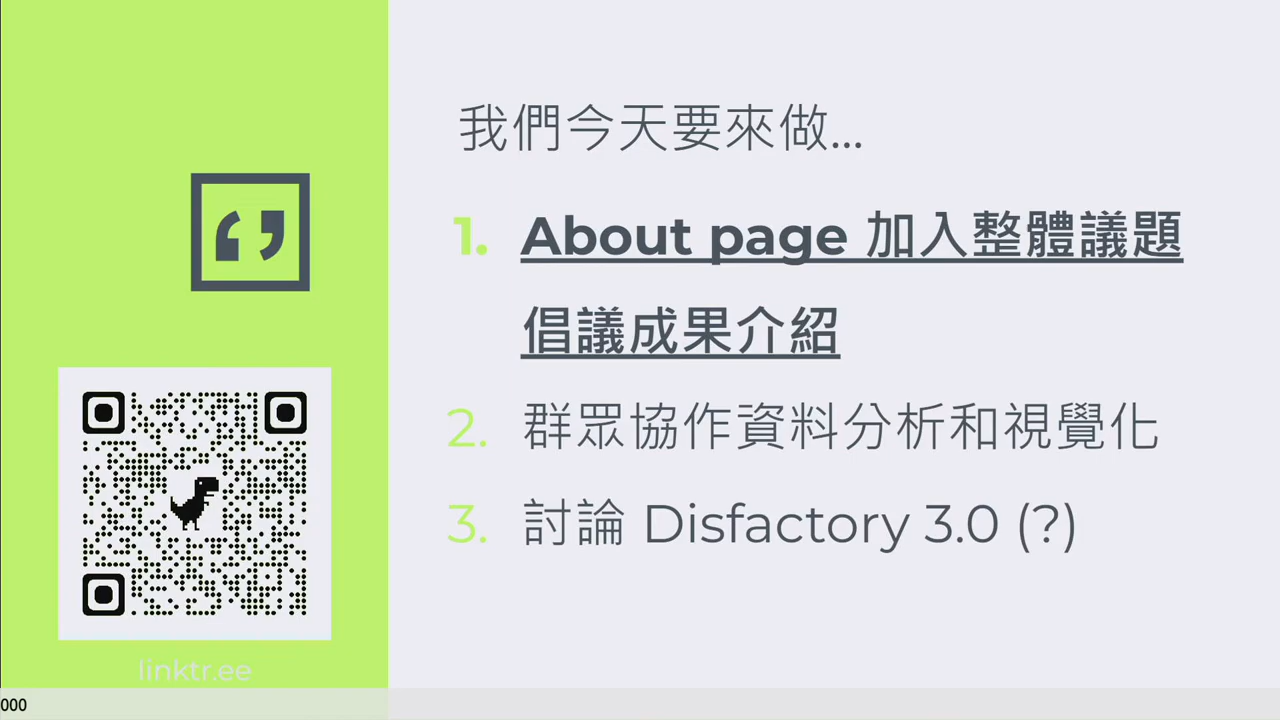 我們今天要來做...
1. About page 加入整體議題
倡議成果介紹
2. 群眾協作資料分析和視覺化
3. 討論 Disfactory 3.0 (?)
linktr.ee
000